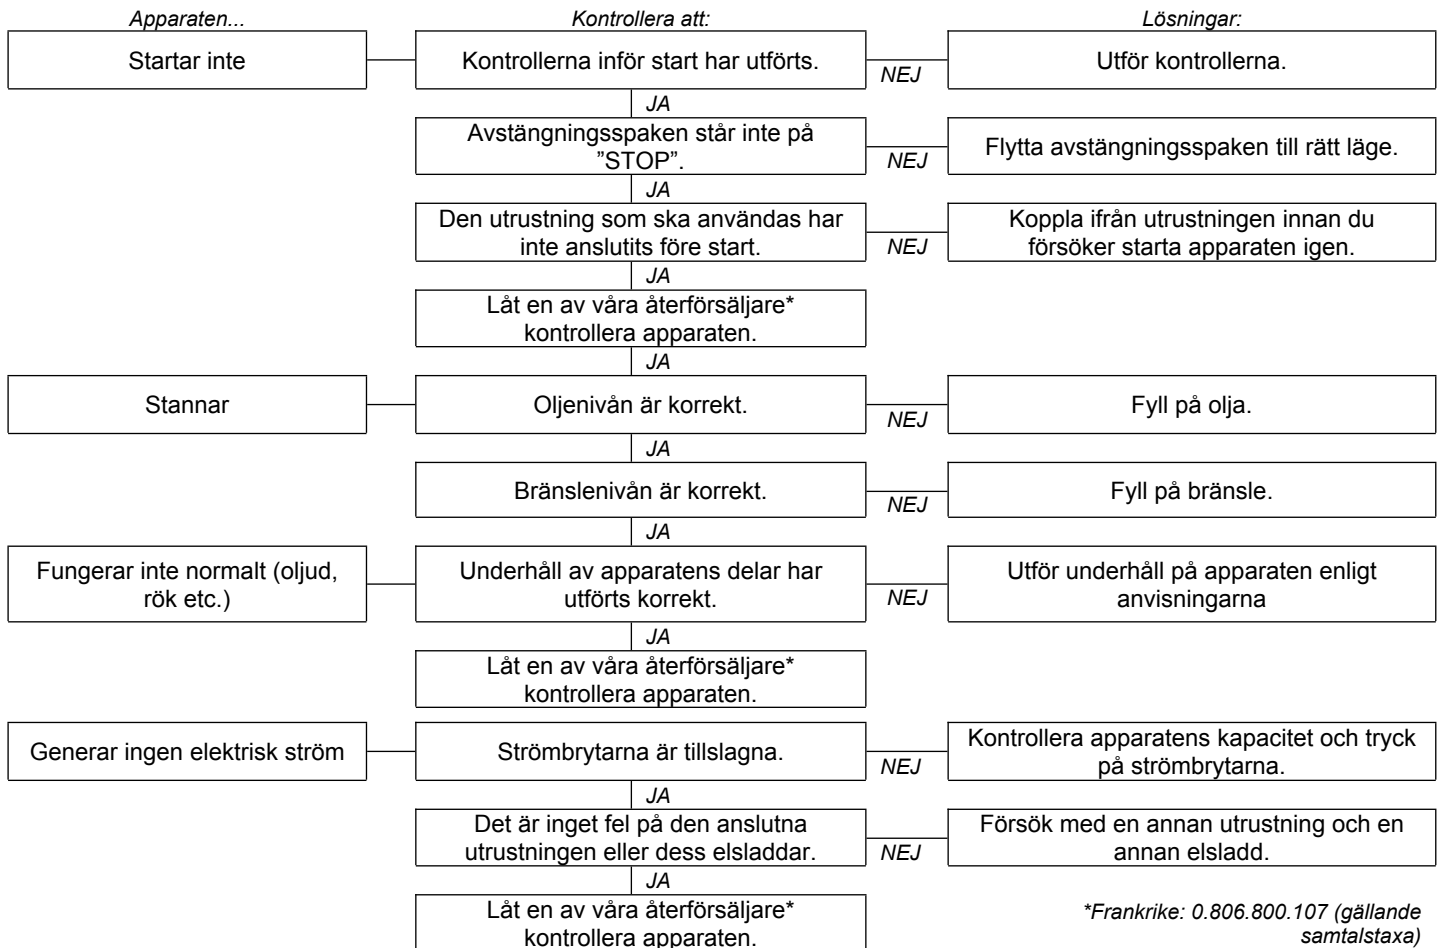 Apparaten...
Kontrollera att:
Lösningar:
Startar inte
Kontrollerna inför start har utförts.
NEJ
Utför kontrollerna.
JA
Avstängningsspaken står inte på
”STOP”.
NEJ
Flytta avstängningsspaken till rätt läge.
JA
Den utrustning som ska användas har
inte anslutits före start.
NEJ
Koppla ifrån utrustningen innan du
försöker starta apparaten igen.
JA
Låt en av våra återförsäljare*
kontrollera apparaten.
JA
Stannar
Oljenivån är korrekt.
NEJ
Fyll på olja.
JA
Bränslenivån är korrekt.
NEJ
Fyll på bränsle.
JA
Fungerar inte normalt (oljud,
rök etc.)
Underhåll av apparatens delar har
utförts korrekt.
NEJ
Utför underhåll på apparaten enligt
anvisningarna
JA
Låt en av våra återförsäljare*
kontrollera apparaten.
Generar ingen elektrisk ström
Strömbrytarna är tillslagna.
NEJ
Kontrollera apparatens kapacitet och tryck
på strömbrytarna.
JA
Det är inget fel på den anslutna
utrustningen eller dess elsladdar.
NEJ
Försök med en annan utrustning och en
annan elsladd.
JA
Låt en av våra återförsäljare*
kontrollera apparaten.
*Frankrike: 0.806.800.107 (gällande
samtalstaxa)